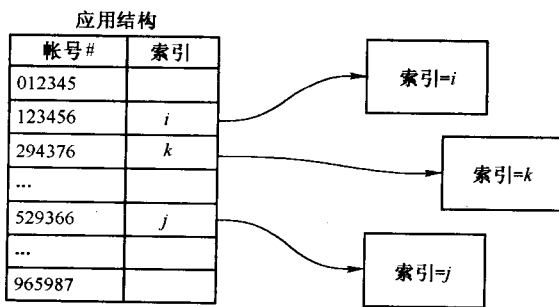 应用结构
帐号# 索引
012345
123456 i
294376 k
...
529366 j
...
965987
索引=i
索引=k
索引=j